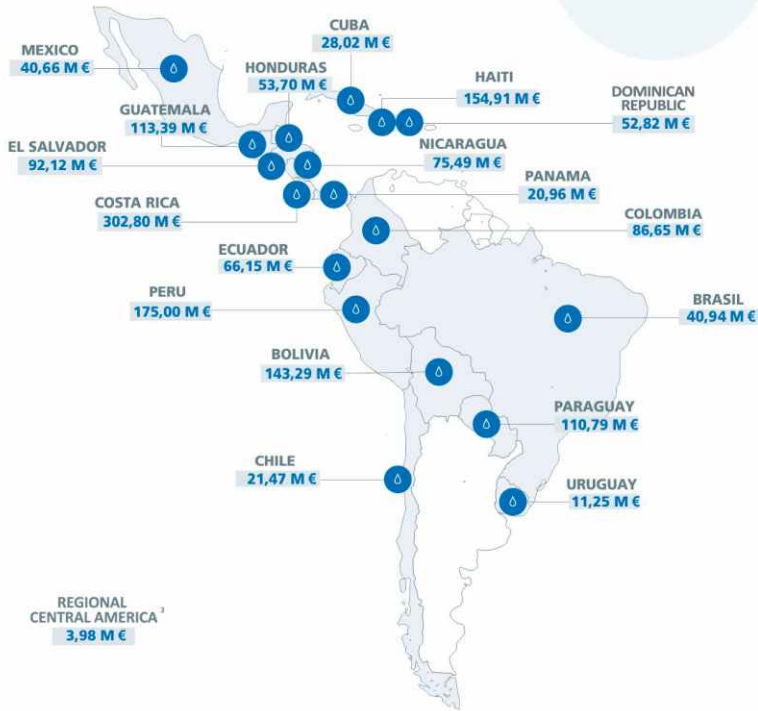 CUBA
28,02 M €
MEXICO
40,66 M €
HONDURAS
53,70 M €
HAITI
154,91 M €
DOMINICAN
REPUBLIC
52,82 M €
GUATEMALA
113,39 M €
EL SALVADOR
92,12 M €
NICARAGUA
75,49 M €
PANAMA
20,96 M €
COSTA RICA
302,80 M €
COLOMBIA
86,65 M €
ECUADOR
66,15 M €
PERU
175,00 M €
BRASIL
40,94 M €
BOLIVIA
143,29 M €
PARAGUAY
110,79 M €
CHILE
21,47 M €
URUGUAY
11,25 M €
REGIONAL
CENTRAL AMERICA ³
3,98 M €